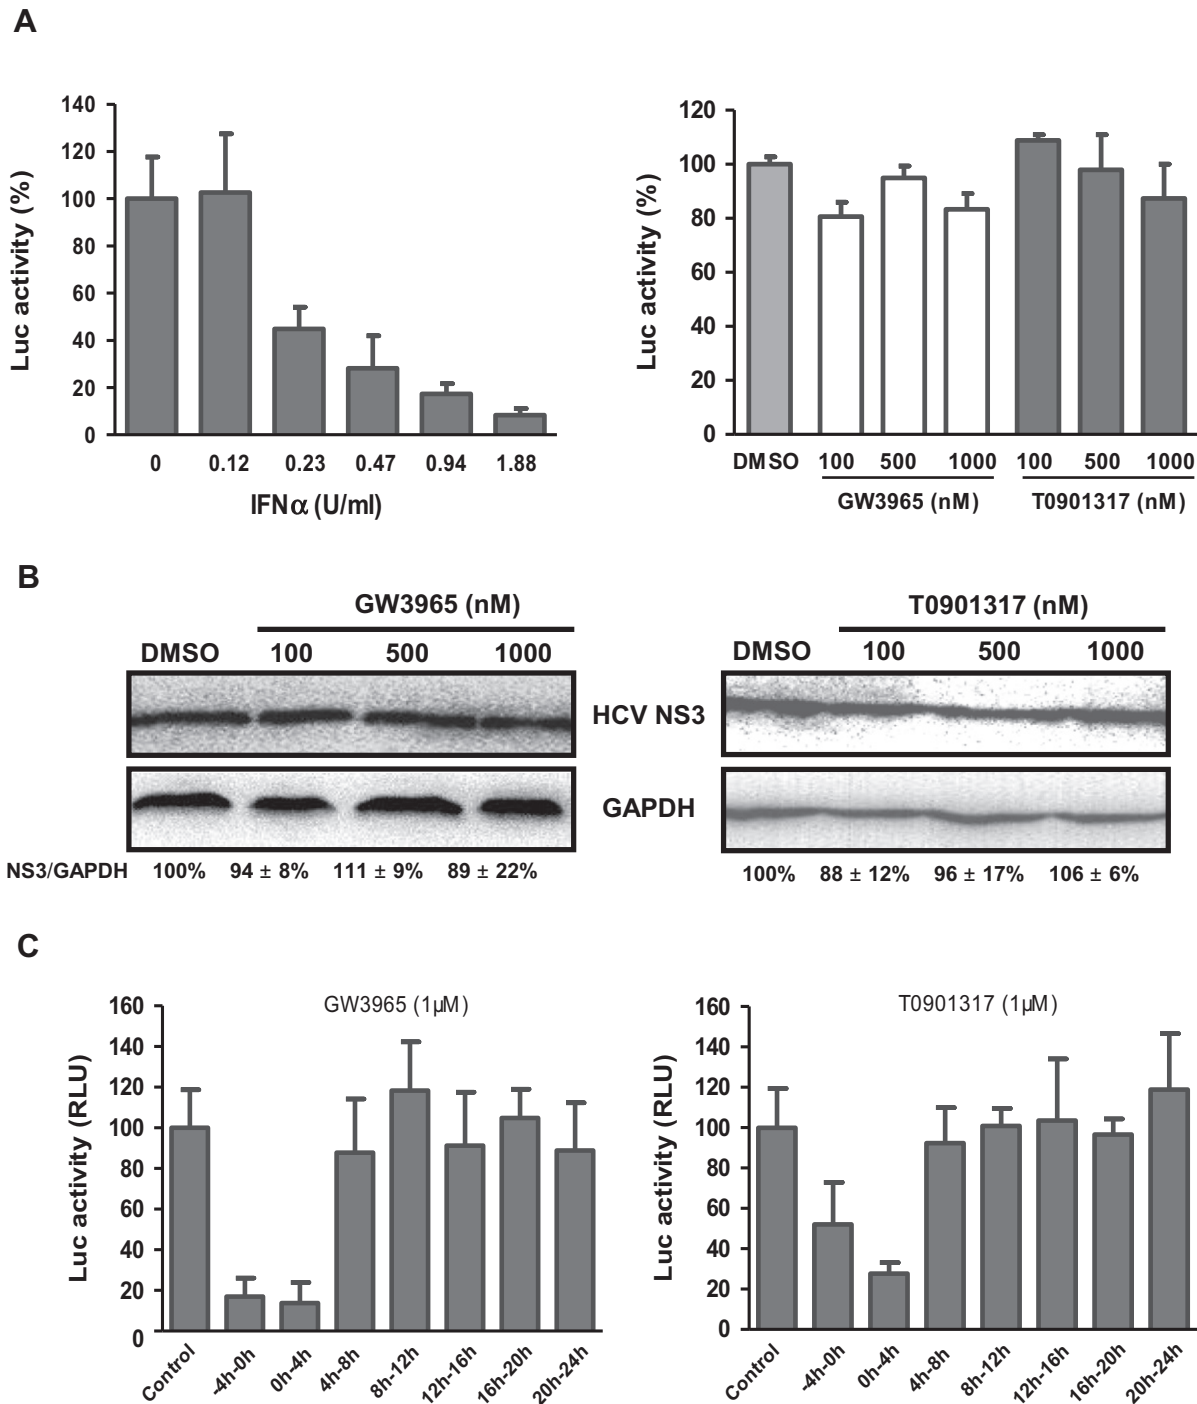 A
Luc activity (%)
140
120
100
80
60
40
20
0
0 0.12 0.23 0.47 0.94 1.88
IFNα (U/ml)
Luc activity (%)
120
100
80
60
40
20
0
DMSO 100 500 1000 100 500 1000
GW3965 (nM) T0901317 (nM)
B
GW3965 (nM)
DMSO 100 500 1000
T0901317 (nM)
DMSO 100 500 1000
HCV NS3
GAPDH
NS3/GAPDH 100% 94 ± 8% 111 ± 9% 89 ± 22%
100% 88 ± 12% 96 ± 17% 106 ± 6%
C
GW3965 (1µM)
Luc activity (RLU)
160
140
120
100
80
60
40
20
0
Control -4h-0h 0h-4h 4h-8h 8h-12h 12h-16h 16h-20h 20h-24h
T0901317 (1µM)
Luc activity (RLU)
160
140
120
100
80
60
40
20
0
Control -4h-0h 0h-4h 4h-8h 8h-12h 12h-16h 16h-20h 20h-24h